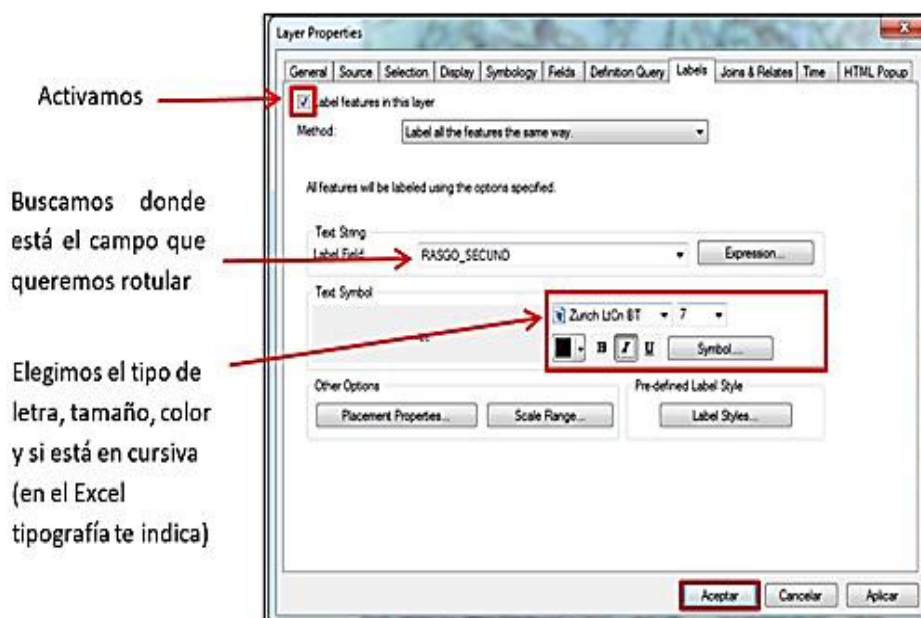 Layer Properties
General Source Selection Display Symbology Fields Definition Query Labels Joins & Relates Time HTML Popup
Activamos
Label features in this layer
Method: Label all the features the same way.
All features will be labeled using the options specified.
Buscamos donde
está el campo que
queremos rotular
Text String
Label Field: RASGO_SECUND Expression...
Text Symbol
Zurich LtCn BT 7
B I U Symbol...
Elegimos el tipo de
letra, tamaño, color
y si está en cursiva
(en el Excel
tipografía te indica)
Other Options Pre-defined Label Style
Placement Properties... Scale Range... Label Styles...
Aceptar Cancelar Aplicar